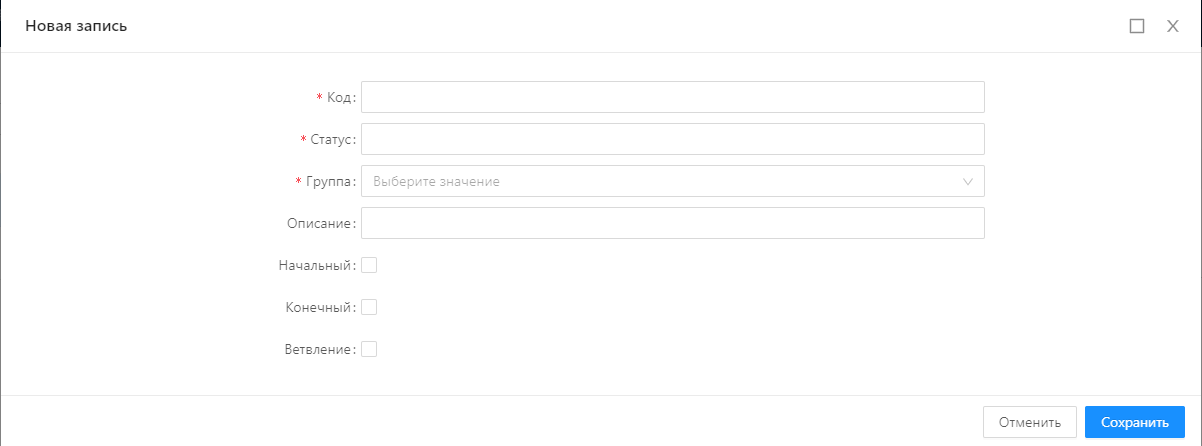 Новая запись
* Код:
* Статус:
* Группа: Выберите значение
Описание:
Начальный:
Конечный:
Ветвление:
Отменить Сохранить